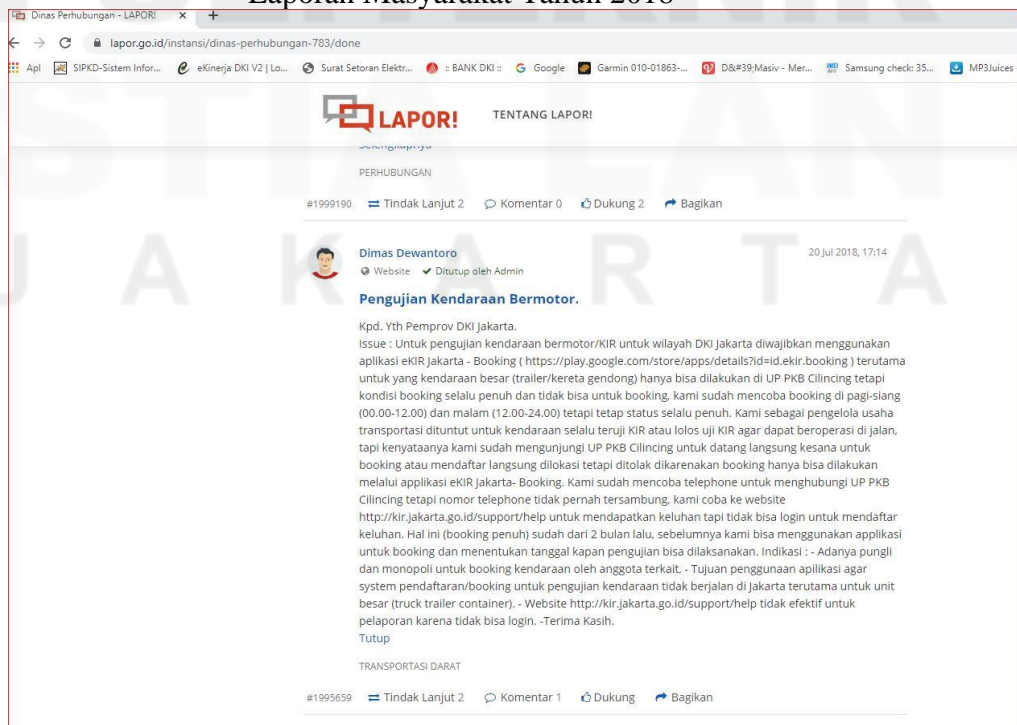 Laporan Masyarakat Tahun 2018
Dinas Perhubungan - LAPOR!
lapor.go.id/instansi/dinas-perhubungan-783/done
Apl SIPKD-Sistem Infor... eKinerja DKI V2 | Lo... Surat Setoran Elektr... :: BANK DKI :: Google Garmin 010-01863-... D&#39;Masiv - Mer... Samsung check: 35... MP3Juices
LAPOR! TENTANG LAPOR!
Selengkapnya
PERHUBUNGAN
#1999190 Tindak Lanjut 2 Komentar 0 Dukung 2 Bagikan
Dimas Dewantoro 20 Jul 2018, 17:14
Website Ditutup oleh Admin
Pengujian Kendaraan Bermotor.
Kpd. Yth Pemprov DKI Jakarta.
Issue : Untuk pengujian kendaraan bermotor/KIR untuk wilayah DKI Jakarta diwajibkan menggunakan
aplikasi eKIR Jakarta - Booking ( https://play.google.com/store/apps/details?id=id.ekir.booking ) terutama
untuk yang kendaraan besar (trailer/kereta gendong) hanya bisa dilakukan di UP PKB Cilincing tetapi
kondisi booking selalu penuh dan tidak bisa untuk booking, kami sudah mencoba booking di pagi-siang
(00.00-12.00) dan malam (12.00-24.00) tetapi tetap status selalu penuh. Kami sebagai pengelola usaha
transportasi dituntut untuk kendaraan selalu teruji KIR atau lolos uji KIR agar dapat beroperasi di jalan,
tapi kenyataanya kami sudah mengunjungi UP PKB Cilincing untuk datang langsung kesana untuk
booking atau mendaftar langsung dilokasi tetapi ditolak dikarenakan booking hanya bisa dilakukan
melalui applikasi eKIR Jakarta- Booking. Kami sudah mencoba telephone untuk menghubungi UP PKB
Cilincing tetapi nomor telephone tidak pernah tersambung, kami coba ke website
http://kir.jakarta.go.id/support/help untuk mendapatkan keluhan tapi tidak bisa login untuk mendaftar
keluhan. Hal ini (booking penuh) sudah dari 2 bulan lalu, sebelumnya kami bisa menggunakan applikasi
untuk booking dan menentukan tanggal kapan pengujian bisa dilaksanakan. Indikasi : - Adanya pungli
dan monopoli untuk booking kendaraan oleh anggota terkait, - Tujuan penggunaan apilikasi agar
system pendaftaran/booking untuk pengujian kendaraan tidak berjalan di Jakarta terutama untuk unit
besar (truck trailer container). - Website http://kir.jakarta.go.id/support/help tidak efektif untuk
pelaporan karena tidak bisa login. -Terima Kasih.
Tutup
TRANSPORTASI DARAT
#1995659 Tindak Lanjut 2 Komentar 1 Dukung Bagikan
STIA LAN
JAKARTA